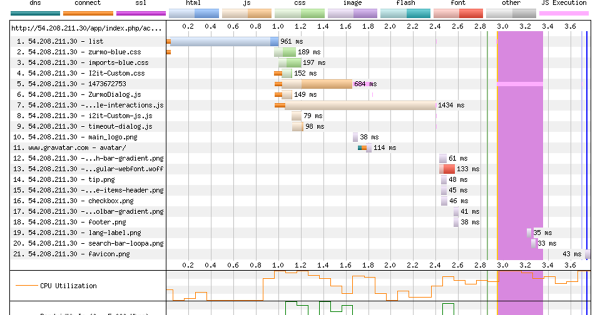 dns connect ssl html js css image flash font other JS Execution
http://54.208.211.30/app/index.php/ac...
0.2 0.4 0.6 0.8 1.0 1.2 1.4 1.6 1.8 2.0 2.2 2.4 2.6 2.8 3.0 3.2 3.4 3.6
1. 54.208.211.30 - list 961 ms
2. 54.208.211.30 - zurmo-blue.css 189 ms
3. 54.208.211.30 - imports-blue.css 197 ms
4. 54.208.211.30 - I2it-Custom.css 152 ms
5. 54.208.211.30 - 1473672753 684 ms
6. 54.208.211.30 - ZurmoDialog.js 149 ms
7. 54.208.211.30 - ...le-interactions.js 1434 ms
8. 54.208.211.30 - i2it-Custom-js.js 79 ms
9. 54.208.211.30 - timeout-dialog.js 98 ms
10. 54.208.211.30 - main_logo.png 38 ms
11. www.gravatar.com - avatar/ 114 ms
12. 54.208.211.30 - ...h-bar-gradient.png 61 ms
13. 54.208.211.30 - ...gular-webfont.woff 133 ms
14. 54.208.211.30 - tip.png 48 ms
15. 54.208.211.30 - ...e-items-header.png 45 ms
16. 54.208.211.30 - checkbox.png 46 ms
17. 54.208.211.30 - ...olbar-gradient.png 41 ms
18. 54.208.211.30 - footer.png 38 ms
19. 54.208.211.30 - lang-label.png 35 ms
20. 54.208.211.30 - search-bar-loopa.png 33 ms
21. 54.208.211.30 - favicon.png 43 ms
0.2 0.4 0.6 0.8 1.0 1.2 1.4 1.6 1.8 2.0 2.2 2.4 2.6 2.8 3.0 3.2 3.4 3.6
CPU Utilization